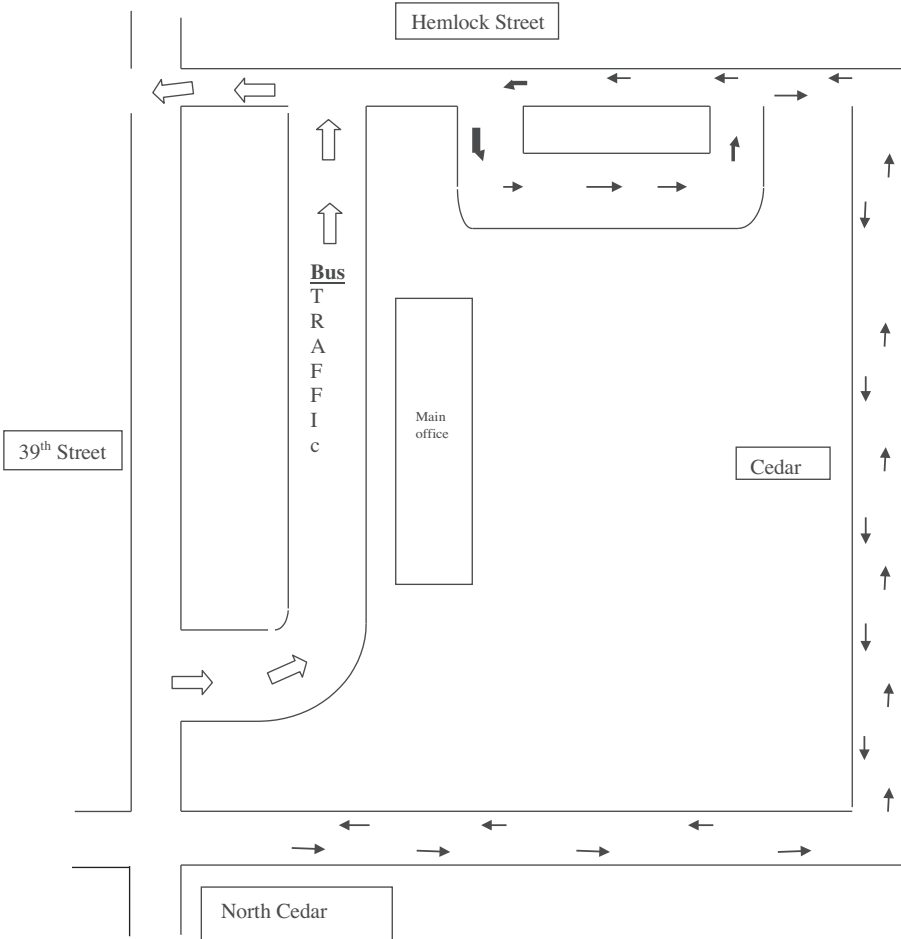 Hemlock Street
Bus
T
R
A
F
F
I
c
Main
office
39th Street
Cedar
North Cedar